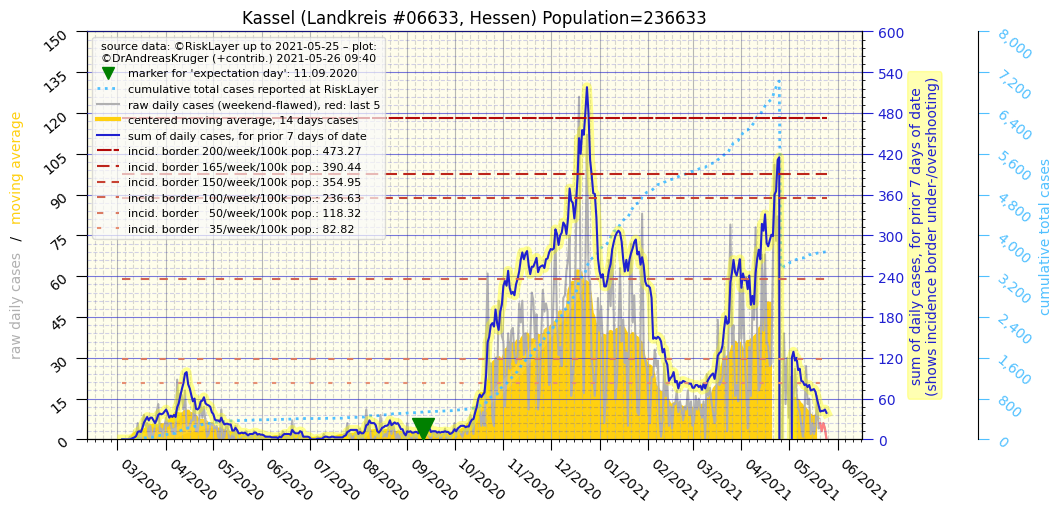 Kassel (Landkreis #06633, Hessen) Population=236633
source data: ©RiskLayer up to 2021-05-25 – plot:
©DrAndreasKruger (+contrib.) 2021-05-26 09:40
marker for 'expectation day': 11.09.2020
cumulative total cases reported at RiskLayer
raw daily cases (weekend-flawed), red: last 5
centered moving average, 14 days cases
sum of daily cases, for prior 7 days of date
incid. border 200/week/100k pop.: 473.27
incid. border 165/week/100k pop.: 390.44
incid. border 150/week/100k pop.: 354.95
incid. border 100/week/100k pop.: 236.63
incid. border 50/week/100k pop.: 118.32
incid. border 35/week/100k pop.: 82.82
raw daily cases / moving average
150
135
120
105
90
75
60
45
30
15
0
03/2020
04/2020
05/2020
06/2020
07/2020
08/2020
09/2020
10/2020
11/2020
12/2020
01/2021
02/2021
03/2021
04/2021
05/2021
06/2021
600
540
480
420
360
300
240
180
120
60
0
sum of daily cases, for prior 7 days of date
(shows incidence border under-/overshooting)
8,000
7,200
6,400
5,600
4,800
4,000
3,200
2,400
1,600
800
0
cumulative total cases